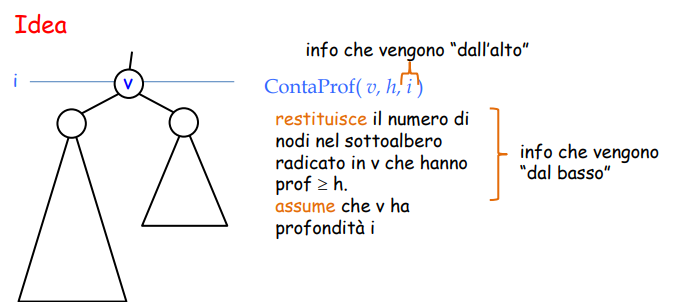 Idea
info che vengono “dall’alto”
i
v
ContaProf( v, h, i )
restituisce il numero di
nodi nel sottoalbero
radicato in v che hanno
prof ≥ h.
assume che v ha
profondità i
info che vengono
“dal basso”